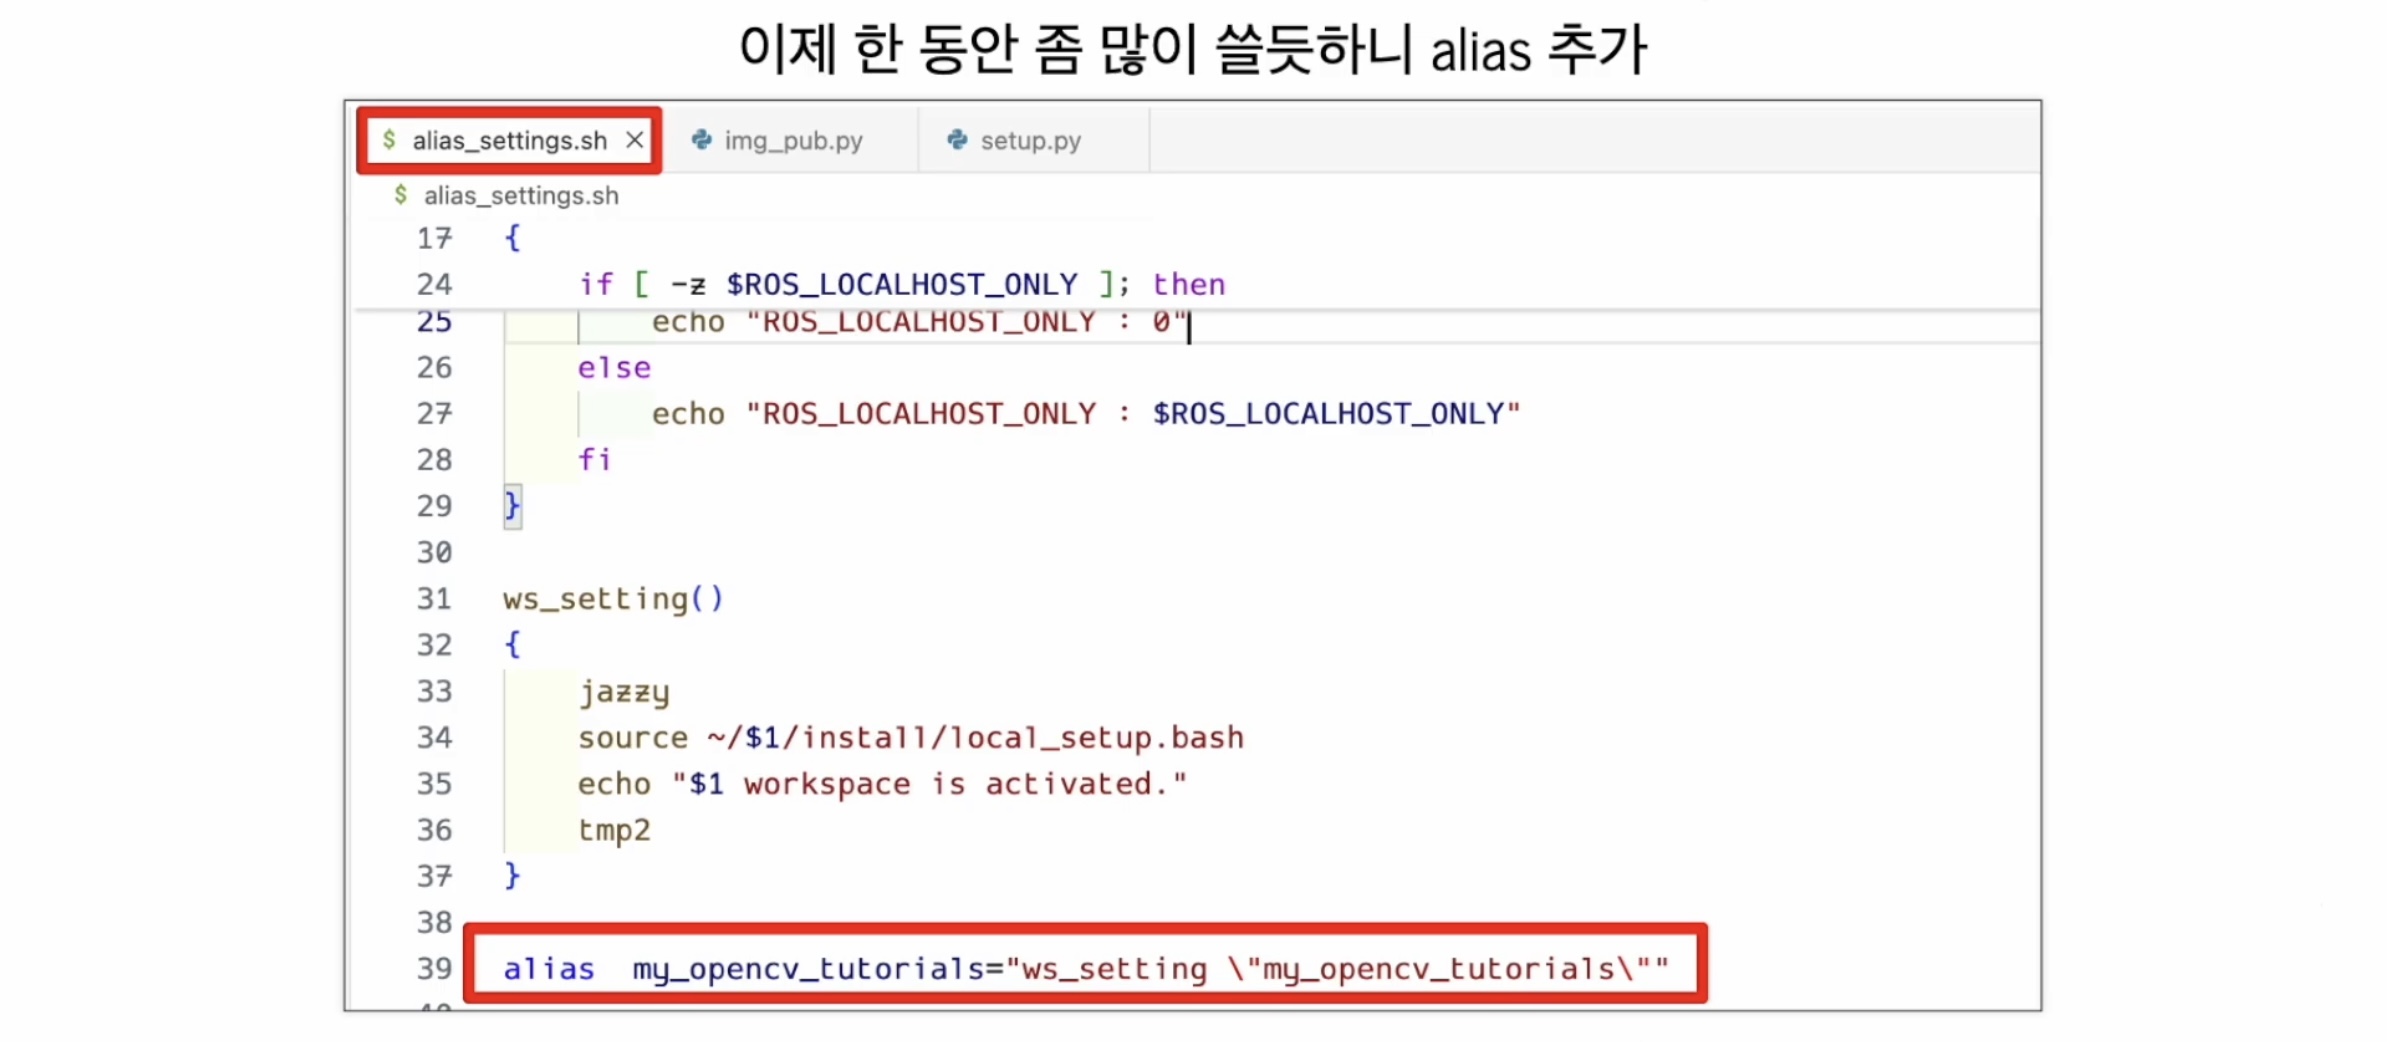 이제 한 동안 좀 많이 쓸듯하니 alias 추가
$ alias_settings.sh × img_pub.py setup.py
$ alias_settings.sh
17 {
24 if [ -z $ROS_LOCALHOST_ONLY ]; then
25 echo "ROS_LOCALHOST_ONLY : 0"
26 else
27 echo "ROS_LOCALHOST_ONLY : $ROS_LOCALHOST_ONLY"
28 fi
29 }
30
31 ws_setting()
32 {
33 jazzy
34 source ~/$1/install/local_setup.bash
35 echo "$1 workspace is activated."
36 tmp2
37 }
38
39 alias my_opencv_tutorials="ws_setting \"my_opencv_tutorials\""